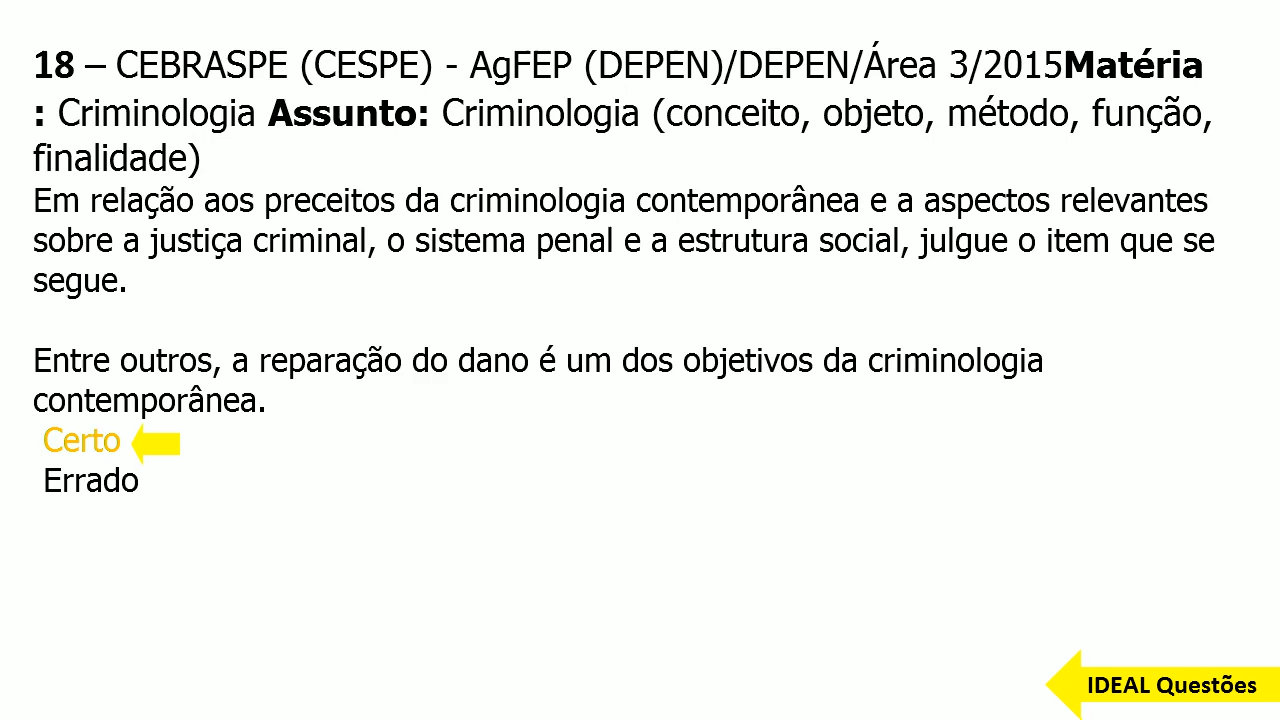 18 – CEBRASPE (CESPE) - AgFEP (DEPEN)/DEPEN/Área 3/2015Matéria
: Criminologia Assunto: Criminologia (conceito, objeto, método, função,
finalidade)
Em relação aos preceitos da criminologia contemporânea e a aspectos relevantes
sobre a justiça criminal, o sistema penal e a estrutura social, julgue o item que se
segue.
Entre outros, a reparação do dano é um dos objetivos da criminologia
contemporânea.
Certo
Errado
IDEAL Questões